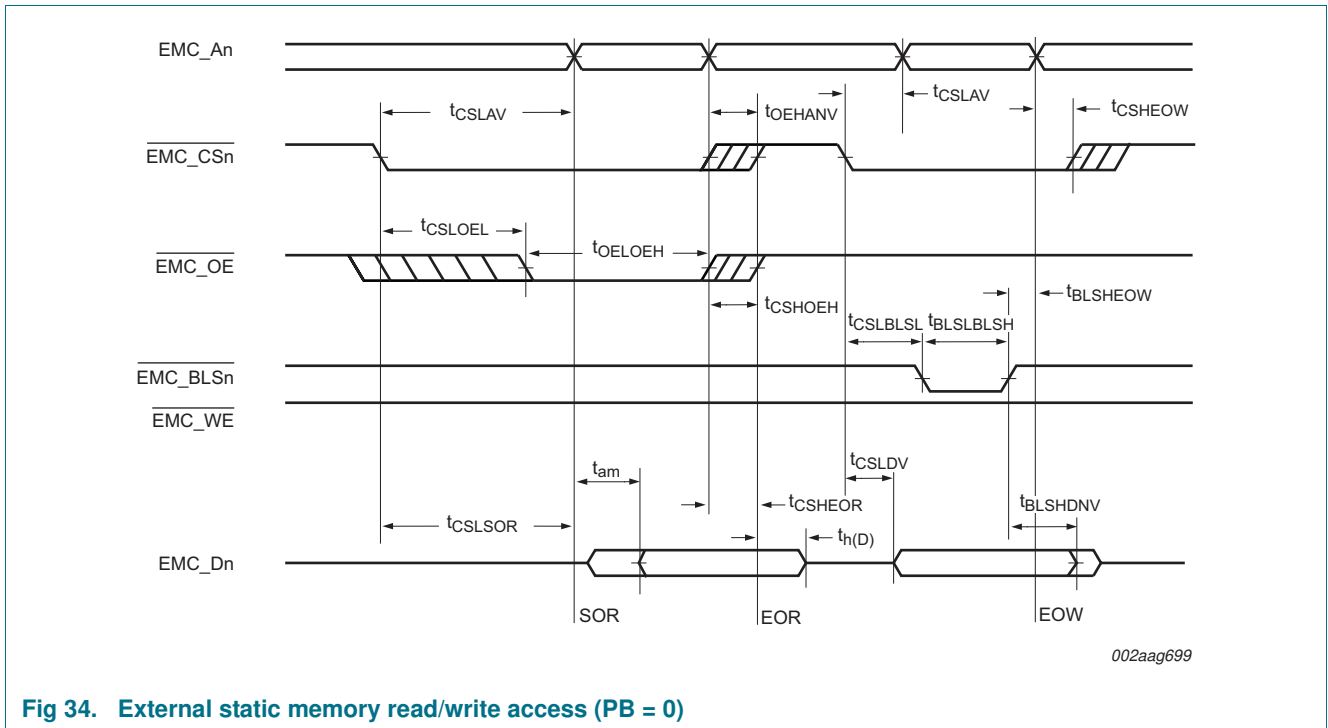 EMC_An
tCSLAV
tOEHANV
tCSLAV
tCSHEOW
EMC_CSn
tCSLOEL
tOELOEH
EMC_OE
tCSHOEH
tBLSHEOW
tCSLBLSL
tBLSLBLSH
EMC_BLSn
EMC_WE
tam
tCSLDV
tCSLSOR
tCSHEOR
tBLSHDNV
th(D)
EMC_Dn
SOR
EOR
EOW
002aag699
Fig 34. External static memory read/write access (PB = 0)